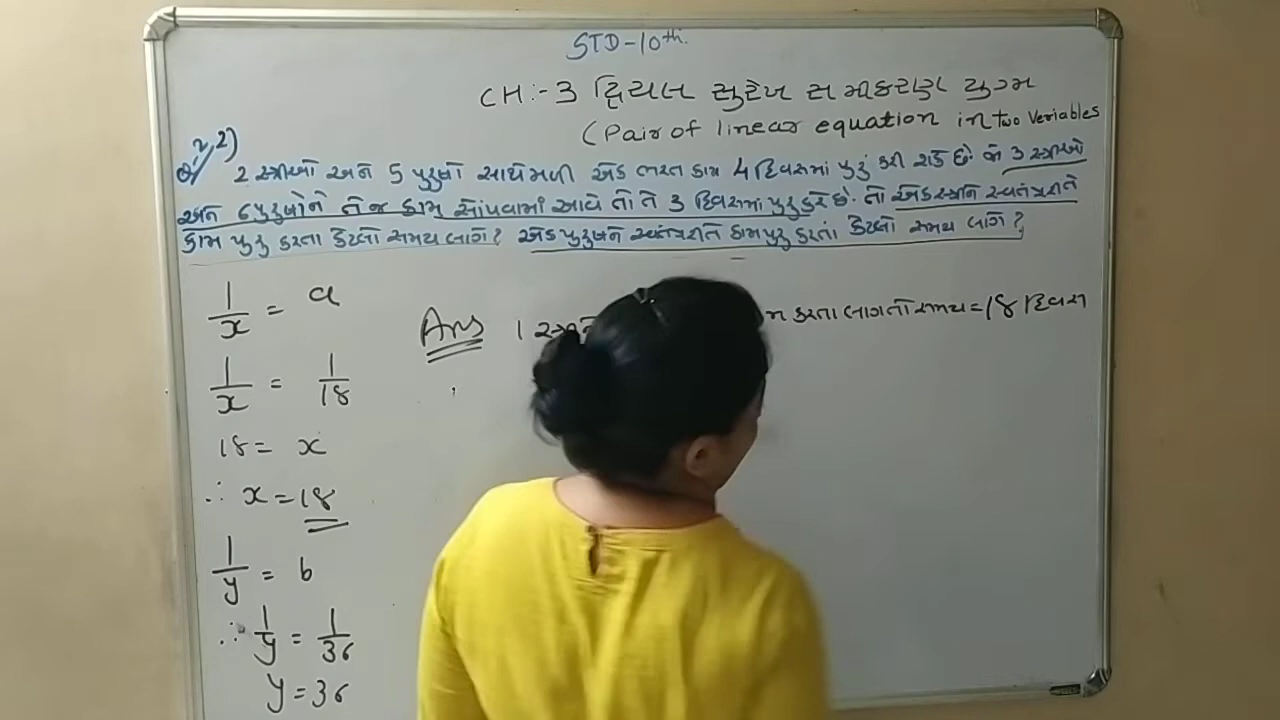 STD-10th.
CH:-3 દ્વિચલ સુરેખ સમીકરણ યુગ્મ
(Pair of linear equation in two Veriables
2,2)
2 સ્ત્રીઓ અને 5 પુરુષો સાથે મળી એક ભરત કામ 4 દિવસમાં પુરું કરી શકે છે. જો 3 સ્ત્રીઓ
અને 6 પુરુષોને તે જ કામ સોંપવામાં આવે તો તે 3 દિવસમાં પુરુ કરે છે. તો એક સ્ત્રીને સ્વતંત્રરીતે
કામ પુરુ કરતા કેટલો સમય લાગે? એક પુરુષને સ્વતંત્રરીતે કામ પુરુ કરતાં કેટલો સમય લાગે?
1/x = a
Ans 1 કરતા લાગતો સમય = 18 દિવસ
1/x = 1/18
18 = x
∴ x = 18
1/y = b
∴ 1/y = 1/36
y = 36